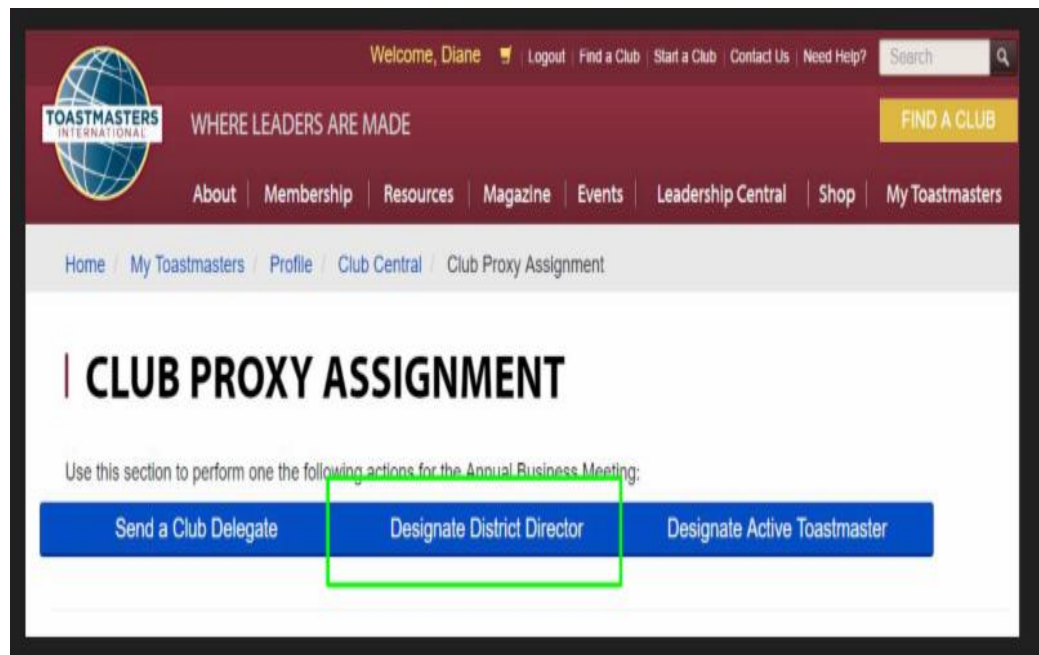 Welcome, Diane Logout Find a Club Start a Club Contact Us Need Help? Search
TOASTMASTERS
INTERNATIONAL
WHERE LEADERS ARE MADE
FIND A CLUB
About Membership Resources Magazine Events Leadership Central Shop My Toastmasters
Home / My Toastmasters / Profile / Club Central / Club Proxy Assignment
CLUB PROXY ASSIGNMENT
Use this section to perform one the following actions for the Annual Business Meeting:
Send a Club Delegate Designate District Director Designate Active Toastmaster